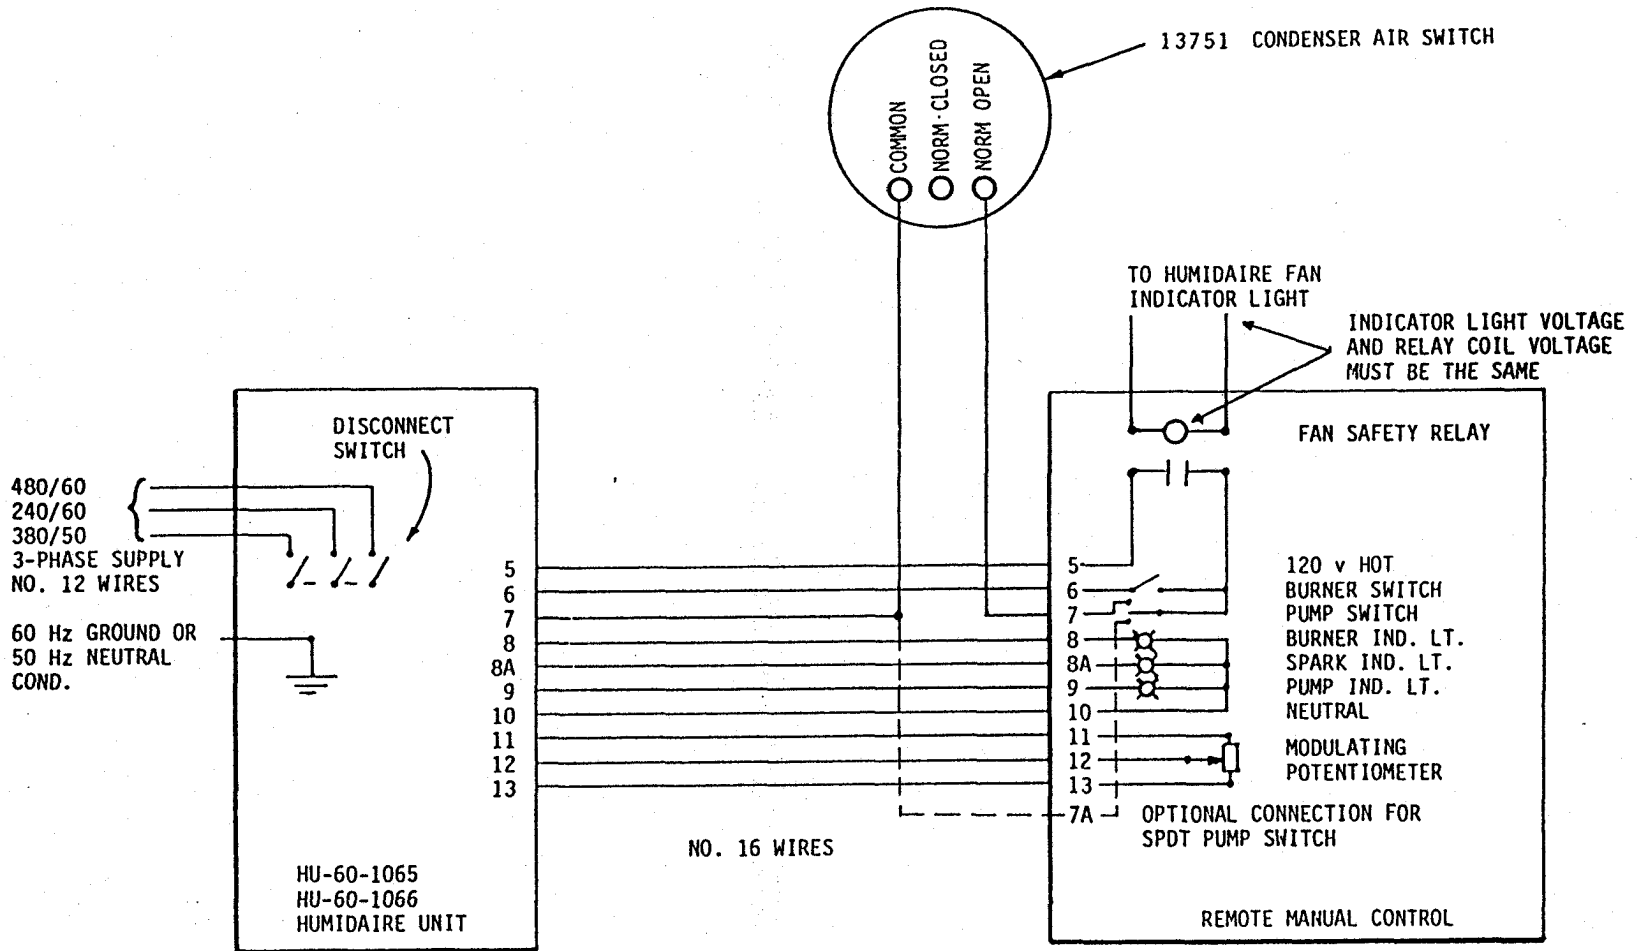 13751 CONDENSER AIR SWITCH
COMMON
NORM-CLOSED
NORM OPEN
TO HUMIDAIRE FAN
INDICATOR LIGHT
INDICATOR LIGHT VOLTAGE
AND RELAY COIL VOLTAGE
MUST BE THE SAME
DISCONNECT
SWITCH
FAN SAFETY RELAY
480/60
240/60
380/50
3-PHASE SUPPLY
NO. 12 WIRES
60 Hz GROUND OR
50 Hz NEUTRAL
COND.
5
6
7
8
8A
9
10
11
12
13
5
6
7
8
8A
9
10
11
12
13
7A
120 v HOT
BURNER SWITCH
PUMP SWITCH
BURNER IND. LT.
SPARK IND. LT.
PUMP IND. LT.
NEUTRAL
MODULATING
POTENTIOMETER
OPTIONAL CONNECTION FOR
SPDT PUMP SWITCH
NO. 16 WIRES
HU-60-1065
HU-60-1066
HUMIDAIRE UNIT
REMOTE MANUAL CONTROL